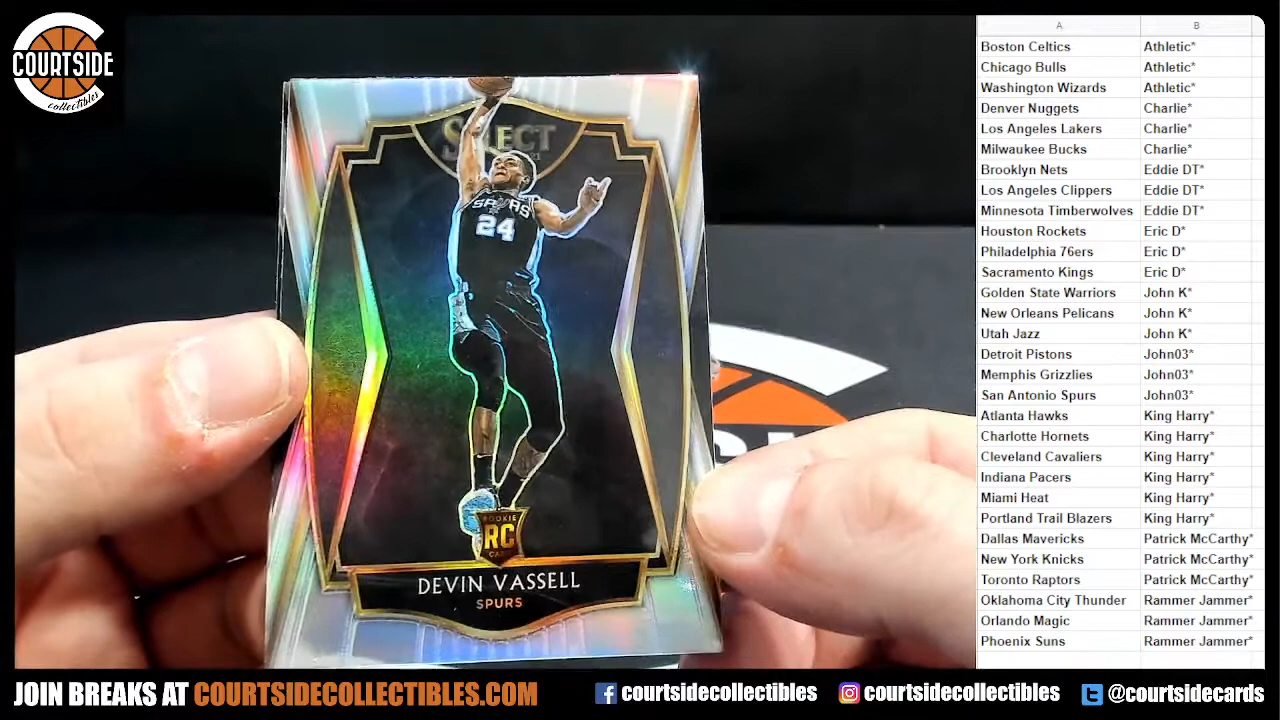 COURTSIDE
collectibles
SELECT
SPURS
24
ROOKIE
RC
CARD
DEVIN VASSELL
SPURS
A B
Boston Celtics Athletic*
Chicago Bulls Athletic*
Washington Wizards Athletic*
Denver Nuggets Charlie*
Los Angeles Lakers Charlie*
Milwaukee Bucks Charlie*
Brooklyn Nets Eddie DT*
Los Angeles Clippers Eddie DT*
Minnesota Timberwolves Eddie DT*
Houston Rockets Eric D*
Philadelphia 76ers Eric D*
Sacramento Kings Eric D*
Golden State Warriors John K*
New Orleans Pelicans John K*
Utah Jazz John K*
Detroit Pistons John03*
Memphis Grizzlies John03*
San Antonio Spurs John03*
Atlanta Hawks King Harry*
Charlotte Hornets King Harry*
Cleveland Cavaliers King Harry*
Indiana Pacers King Harry*
Miami Heat King Harry*
Portland Trail Blazers King Harry*
Dallas Mavericks Patrick McCarthy*
New York Knicks Patrick McCarthy*
Toronto Raptors Patrick McCarthy*
Oklahoma City Thunder Rammer Jammer*
Orlando Magic Rammer Jammer*
Phoenix Suns Rammer Jammer*
JOIN BREAKS AT COURTSIDECOLLECTIBLES.COM courtsidecollectibles courtsidecollectibles @courtsidecards